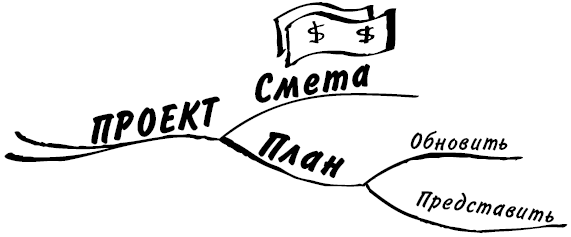 $ $
Смета
ПРОЕКТ
План
Обновить
Представить